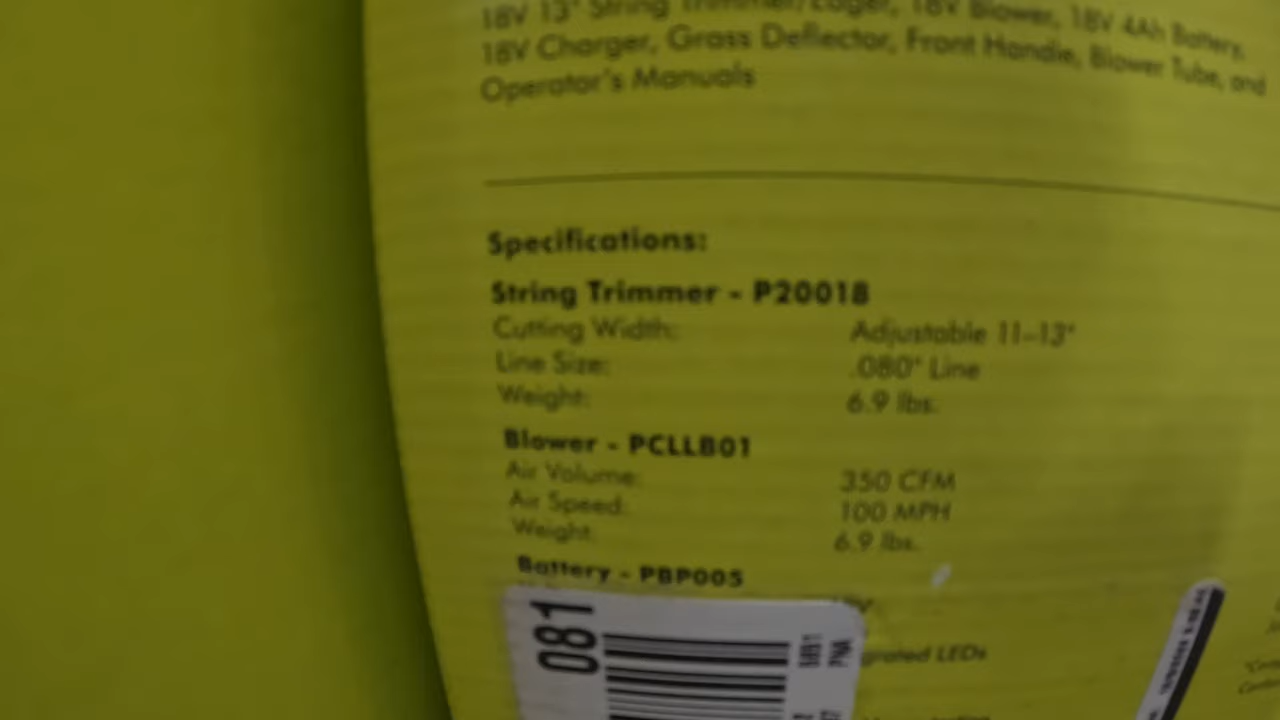 18V 13" String Trimmer/Edger, 18V Blower, 18V 4Ah Battery,
18V Charger, Grass Deflector, Front Handle, Blower Tube, and
Operator's Manuals
Specifications:
String Trimmer - P20018
Cutting Width: Adjustable 11–13"
Line Size: .080" Line
Weight: 6.9 lbs.
Blower - PCLLB01
Air Volume: 350 CFM
Air Speed: 100 MPH
Weight: 6.9 lbs.
Battery - PBP005
081
LEDs